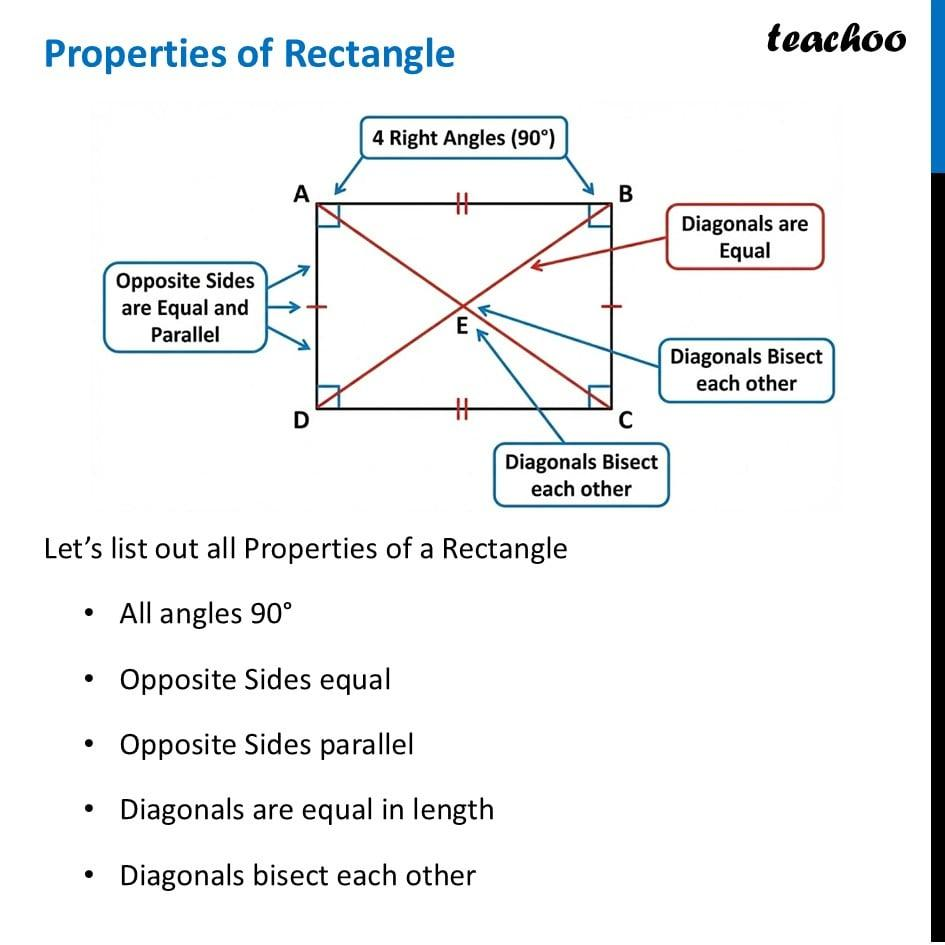 Properties of Rectangle
teachoo
4 Right Angles (90°)
A
B
Diagonals are
Equal
Opposite Sides
are Equal and
Parallel
E
Diagonals Bisect
each other
D
C
Diagonals Bisect
each other
Let’s list out all Properties of a Rectangle
• All angles 90°
• Opposite Sides equal
• Opposite Sides parallel
• Diagonals are equal in length
• Diagonals bisect each other